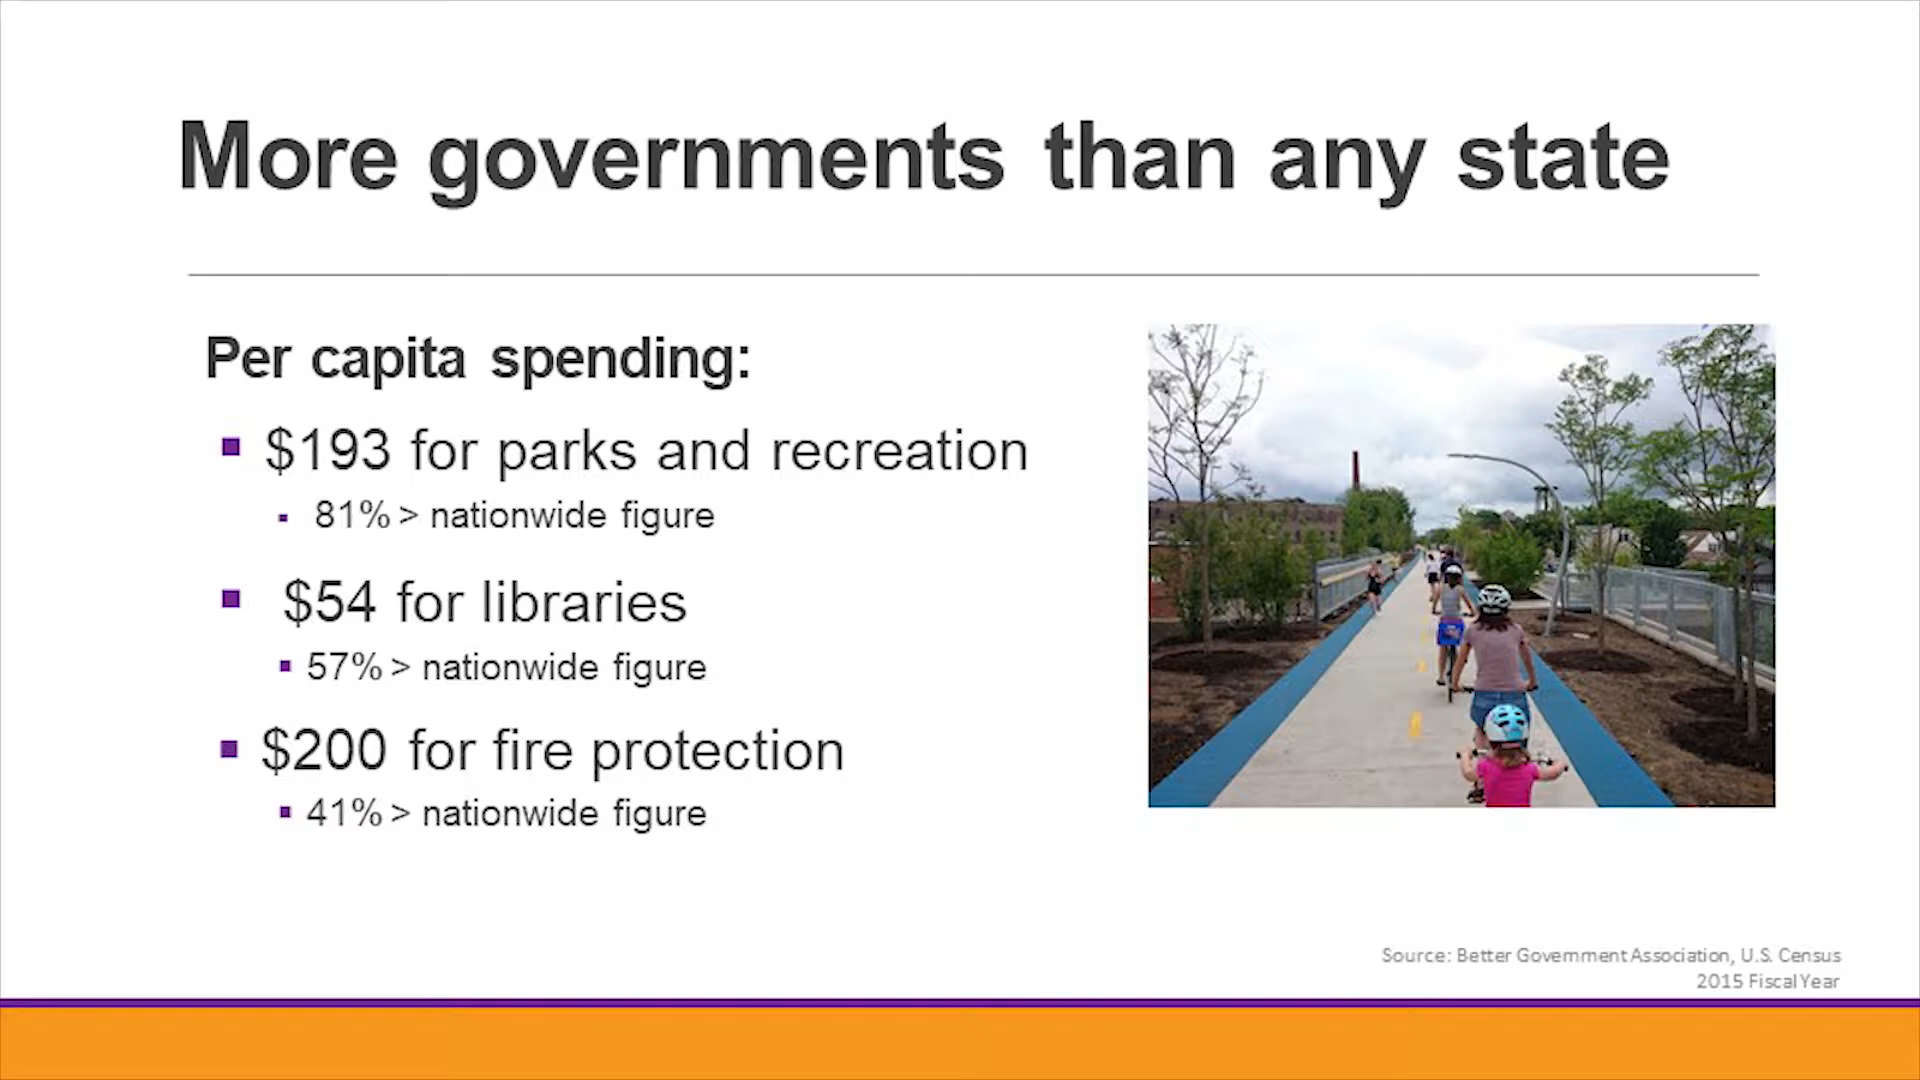 More governments than any state
Per capita spending:
$193 for parks and recreation
81% > nationwide figure
$54 for libraries
57% > nationwide figure
$200 for fire protection
41% > nationwide figure
Source: Better Government Association, U.S. Census
2015 Fiscal Year